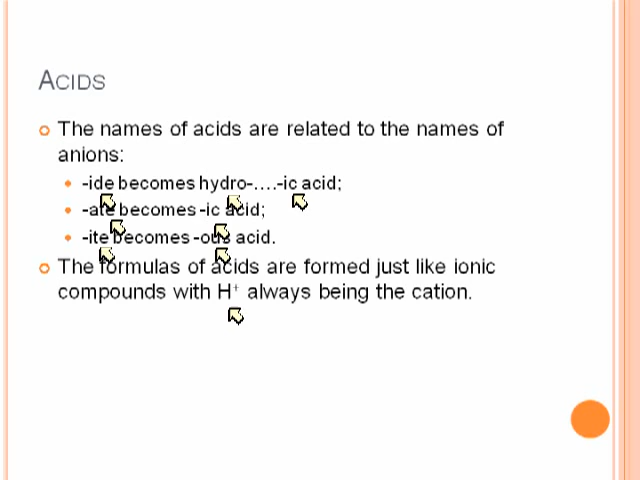 ACIDS
The names of acids are related to the names of
anions:
-ide becomes hydro-….-ic acid;
-ate becomes -ic acid;
-ite becomes -ous acid.
The formulas of acids are formed just like ionic
compounds with H⁺ always being the cation.